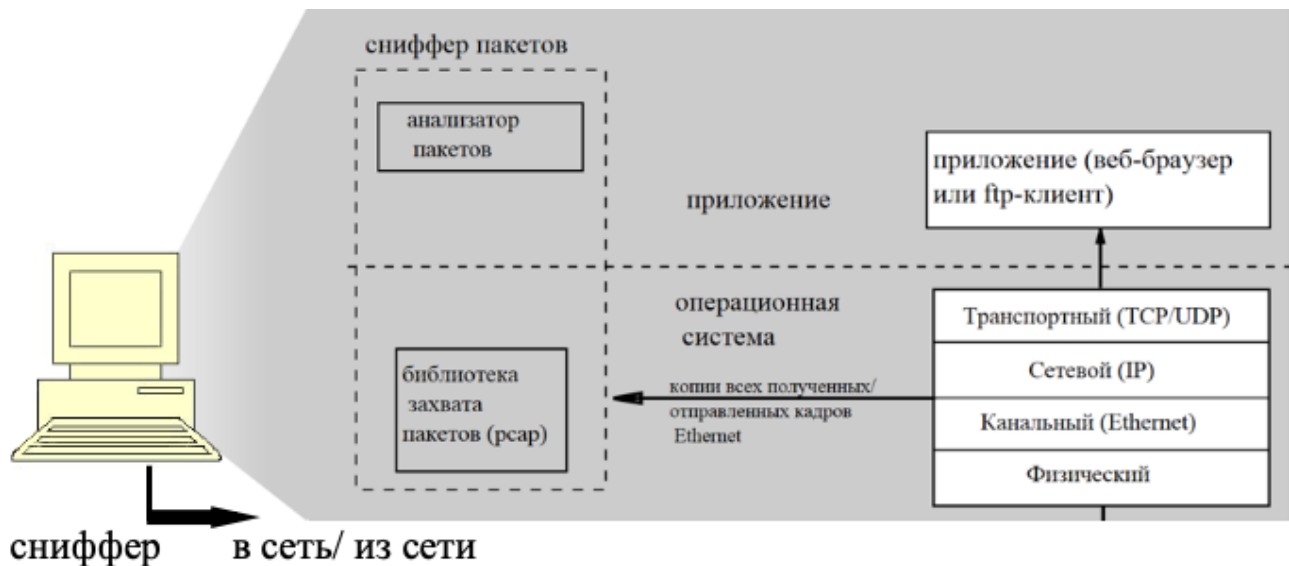 сниффер пакетов
анализатор
пакетов
приложение
приложение (веб-браузер
или ftp-клиент)
операционная
система
библиотека
захвата
пакетов (pcap)
копии всех полученных/
отправленных кадров
Ethernet
Транспортный (TCP/UDP)
Сетевой (IP)
Канальный (Ethernet)
Физический
сниффер
в сеть/ из сети